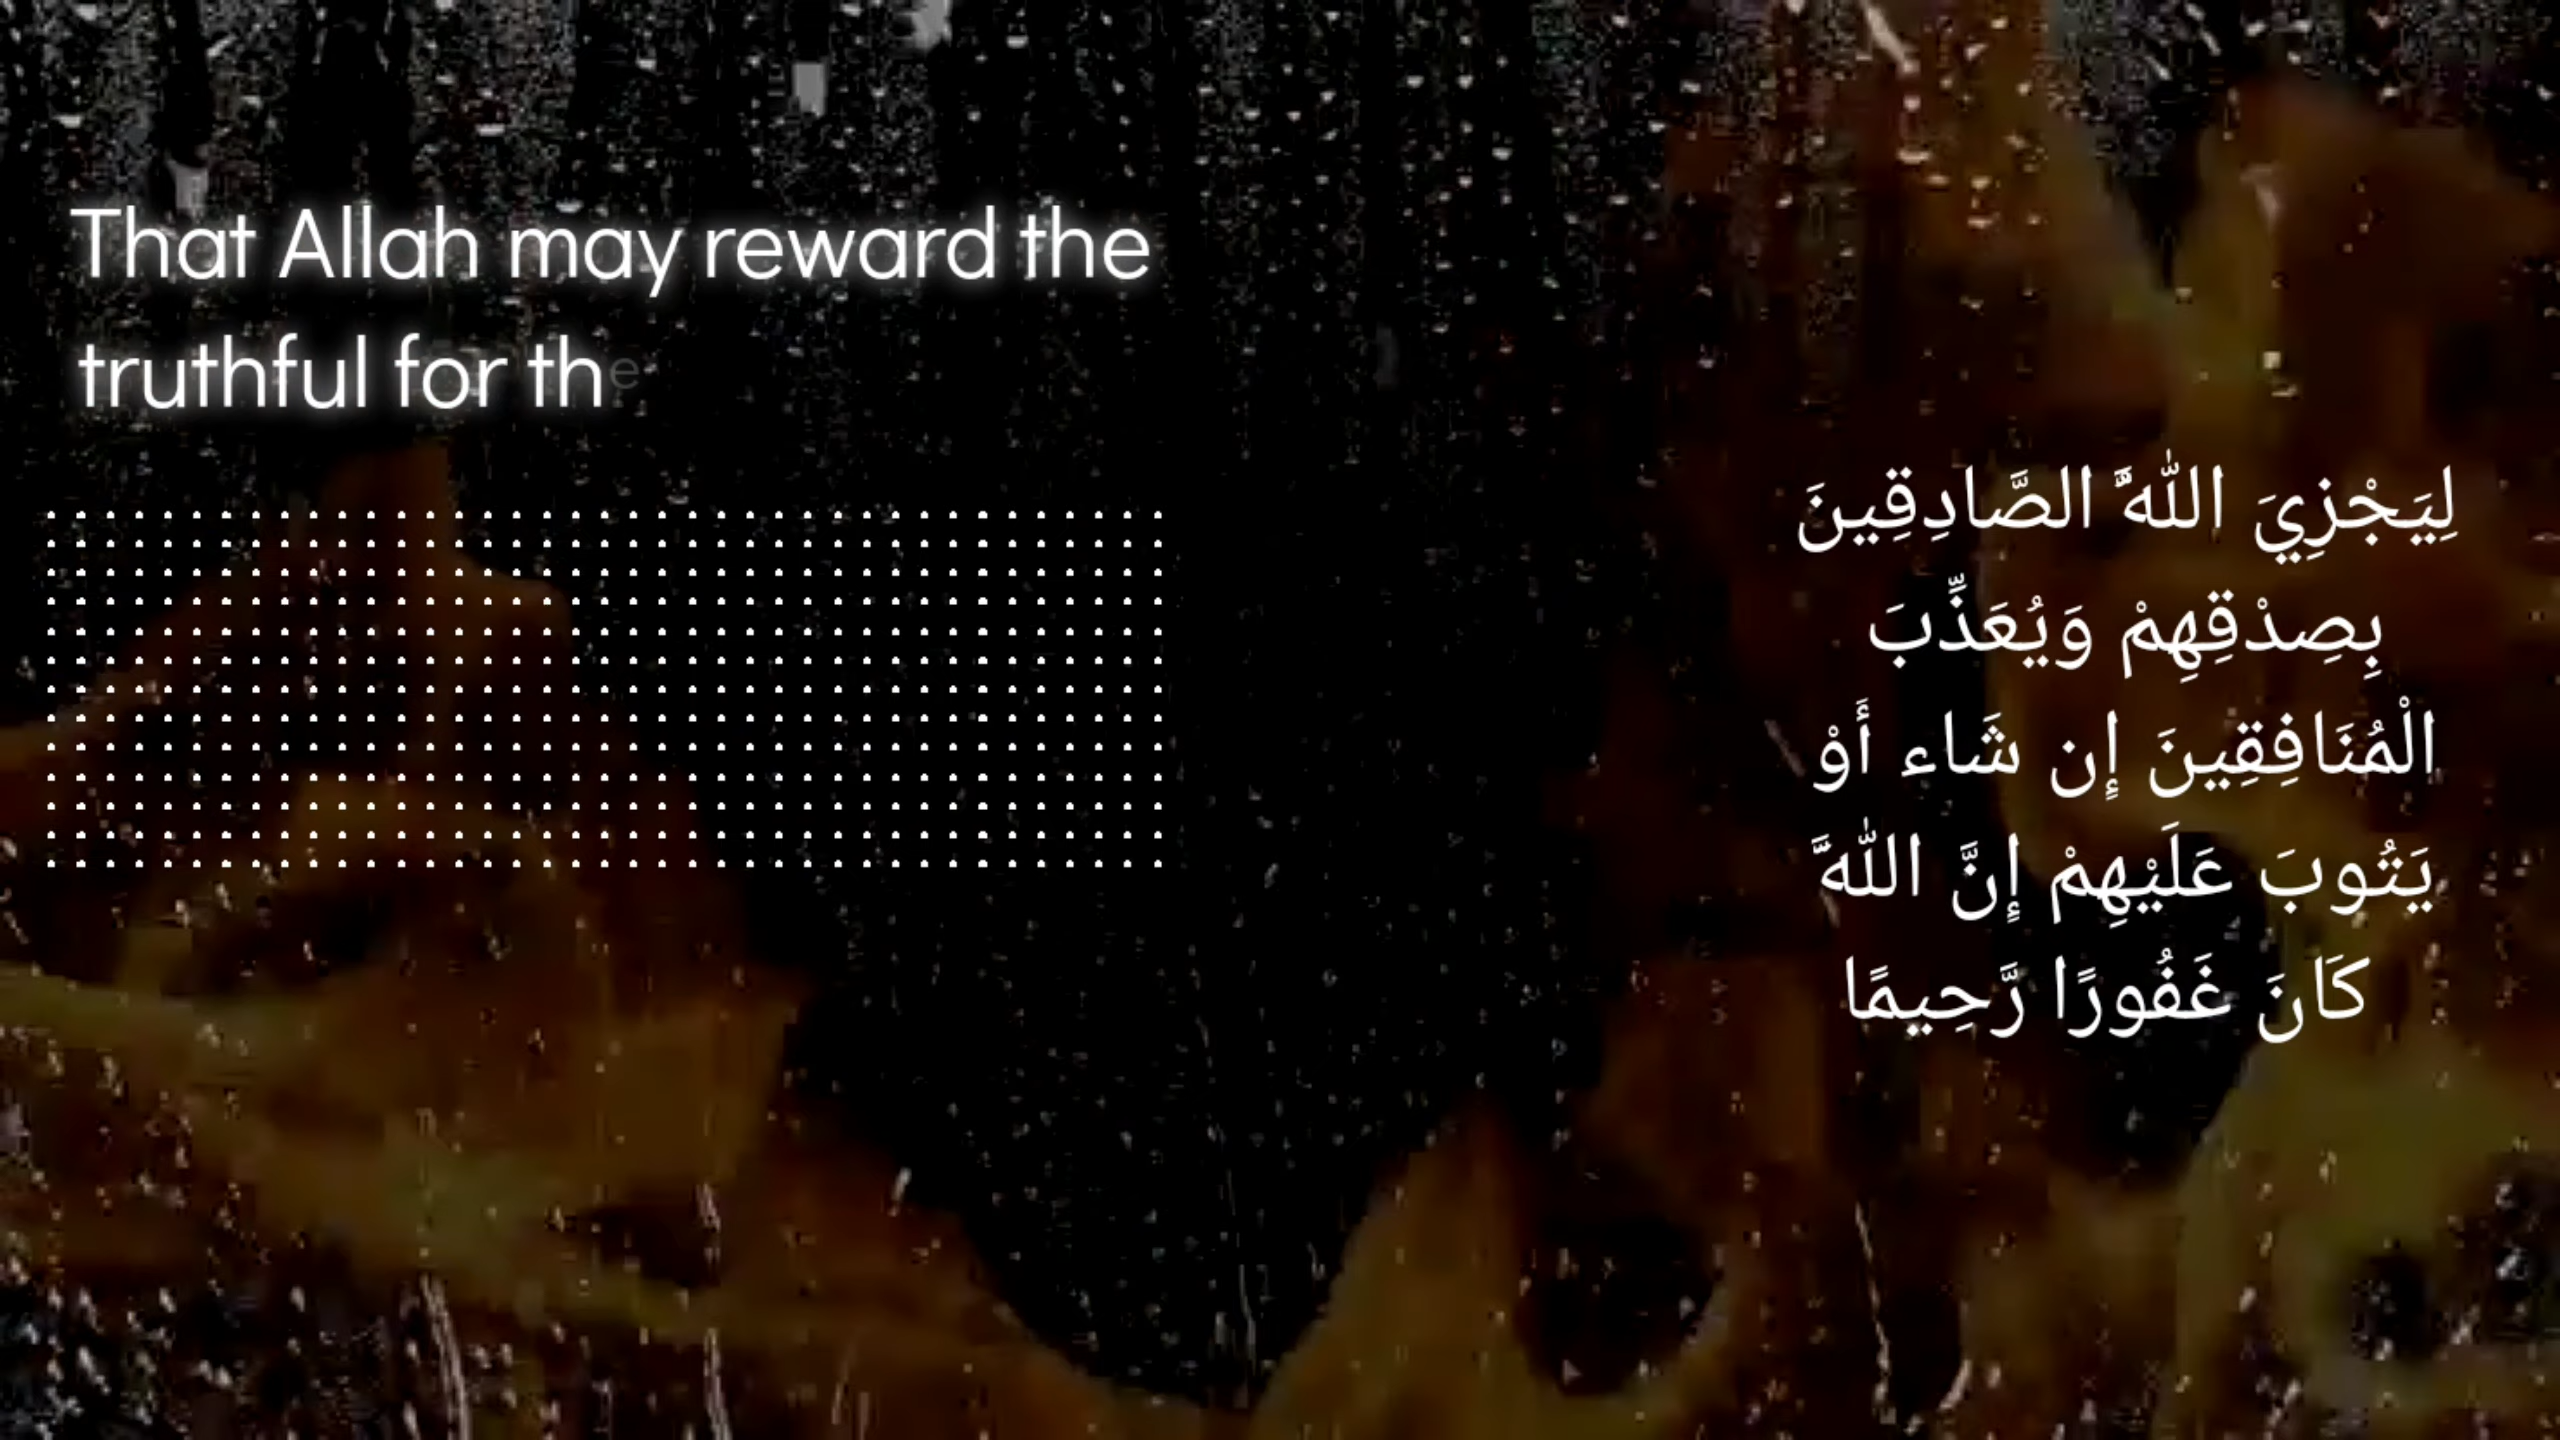 That Allah may reward the
truthful for the
لِيَجْزِيَ اللَّهُ الصَّادِقِينَ
بِصِدْقِهِمْ وَيُعَذِّبَ
الْمُنَافِقِينَ إِن شَاء أَوْ
يَتُوبَ عَلَيْهِمْ إِنَّ اللَّهَ
كَانَ غَفُورًا رَّحِيمًا